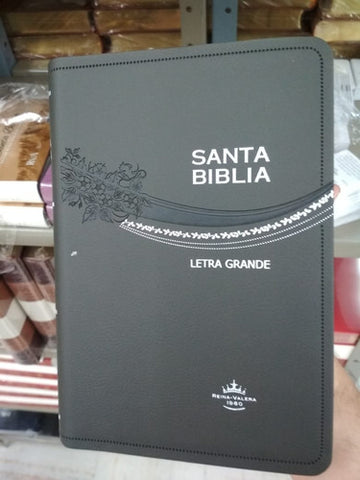 SANTA
BIBLIA
LETRA GRANDE
REINA-VALERA
1960